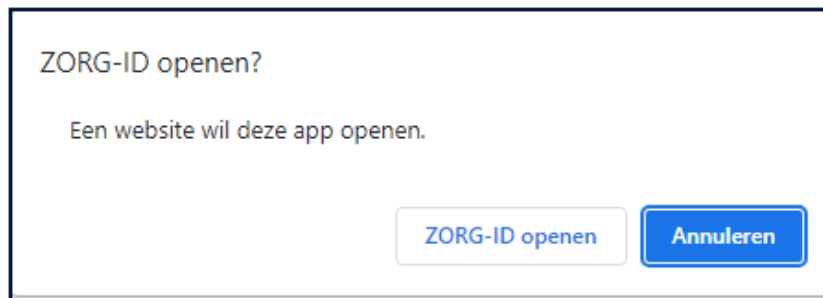 ZORG-ID openen?
Een website wil deze app openen.
ZORG-ID openen
Annuleren